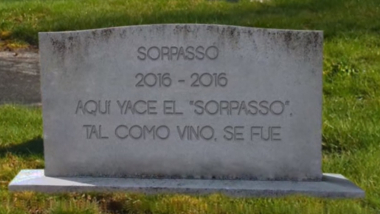 SORPASSO
2016 - 2016
AQUI YACE EL "SORPASSO",
TAL COMO VINO, SE FUE